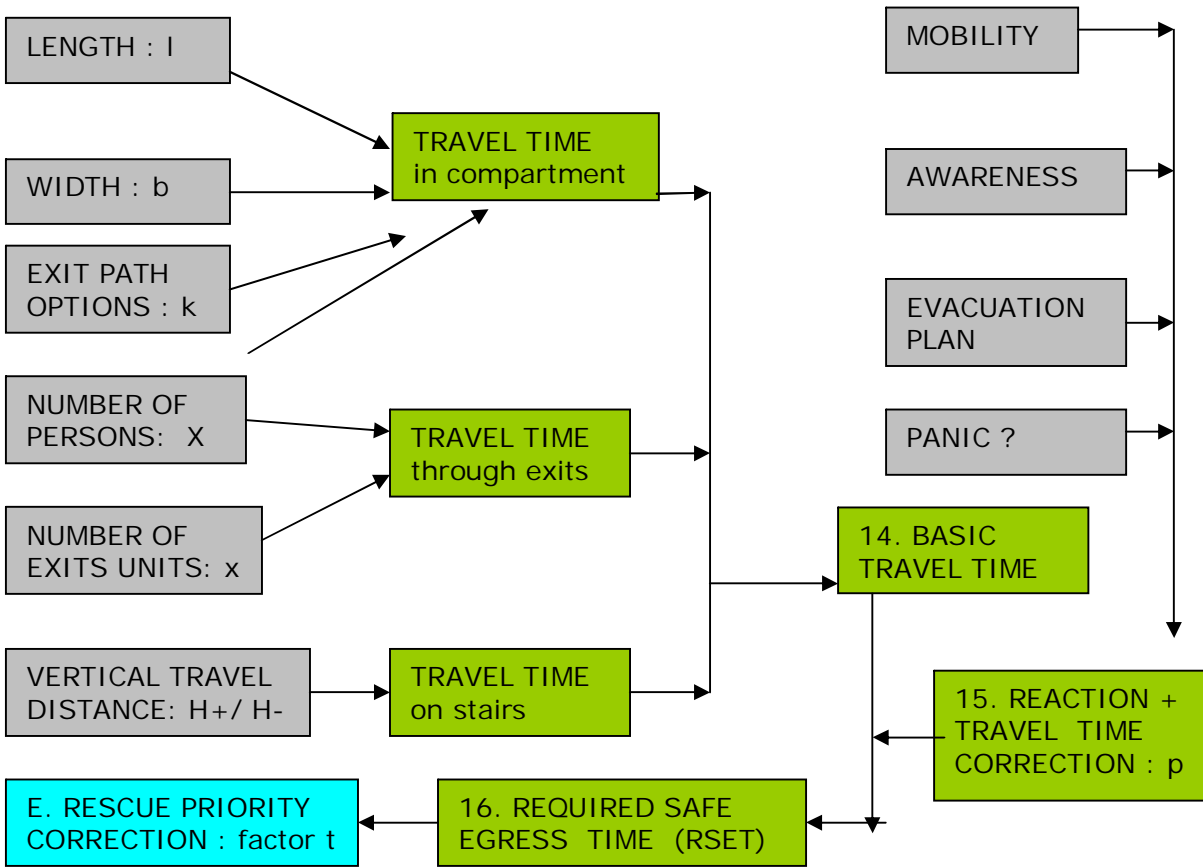 LENGTH : l
WIDTH : b
EXIT PATH
OPTIONS : k
NUMBER OF
PERSONS: X
NUMBER OF
EXITS UNITS: x
VERTICAL TRAVEL
DISTANCE: H+/ H-
TRAVEL TIME
in compartment
TRAVEL TIME
through exits
TRAVEL TIME
on stairs
MOBILITY
AWARENESS
EVACUATION
PLAN
PANIC ?
14. BASIC
TRAVEL TIME
15. REACTION +
TRAVEL TIME
CORRECTION : p
16. REQUIRED SAFE
EGRESS TIME (RSET)
E. RESCUE PRIORITY
CORRECTION : factor t